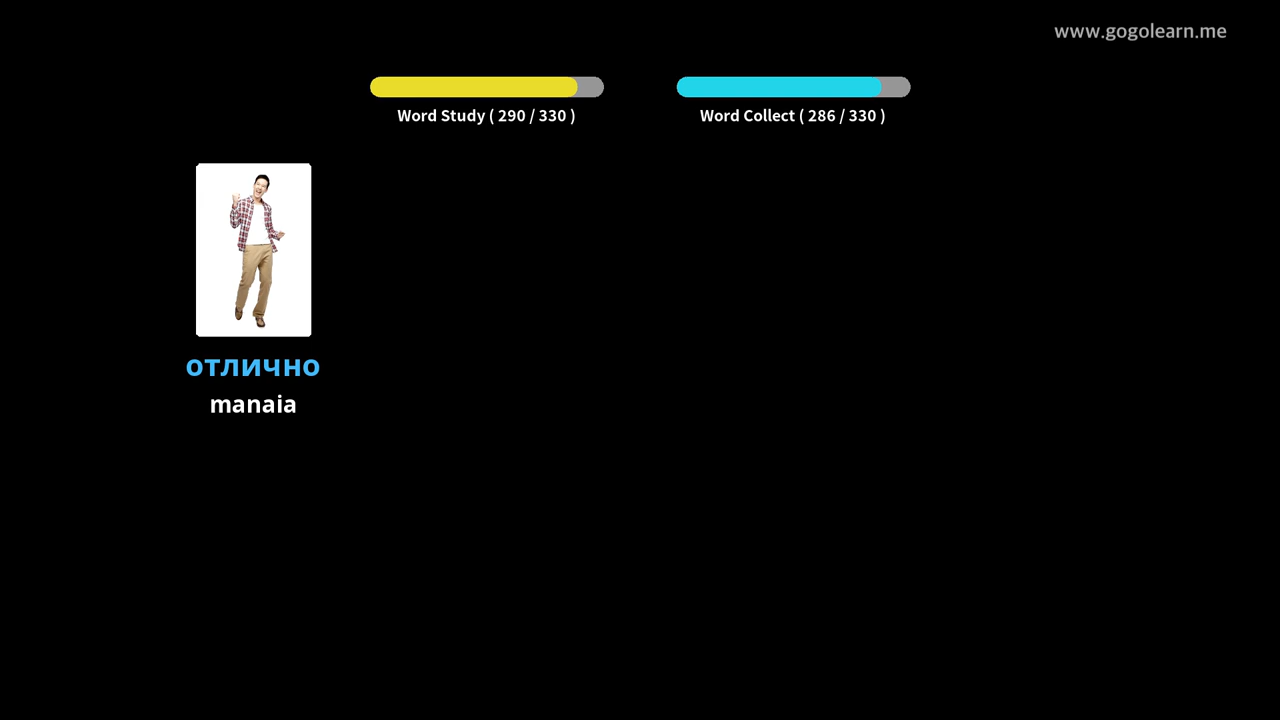 www.gogolearn.me
Word Study ( 290 / 330 )
Word Collect ( 286 / 330 )
отлично
manaia